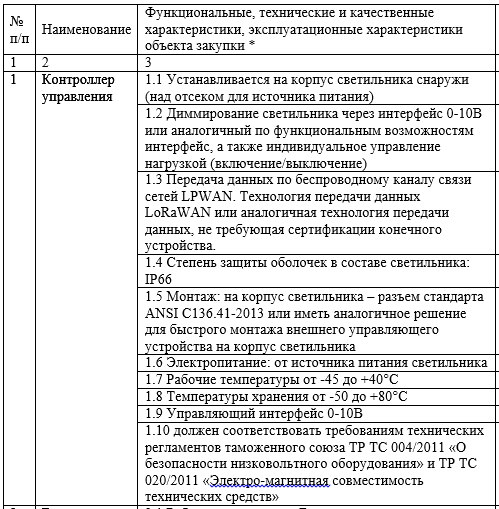 №
п/п
Наименование
Функциональные, технические и качественные
характеристики, эксплуатационные характеристики
объекта закупки *
1
2
3
1
Контроллер
управления
1.1 Устанавливается на корпус светильника снаружи
(над отсеком для источника питания)
1.2 Диммирование светильника через интерфейс 0-10В
или аналогичный по функциональным возможностям
интерфейс, а также индивидуальное управление
нагрузкой (включение/выключение)
1.3 Передача данных по беспроводному каналу связи
сетей LPWAN. Технология передачи данных
LoRaWAN или аналогичная технология передачи
данных, не требующая сертификации конечного
устройства.
1.4 Степень защиты оболочек в составе светильника:
IP66
1.5 Монтаж: на корпус светильника – разъем стандарта
ANSI C136.41-2013 или иметь аналогичное решение
для быстрого монтажа внешнего управляющего
устройства на корпус светильника
1.6 Электропитание: от источника питания светильника
1.7 Рабочие температуры от -45 до +40°С
1.8 Температуры хранения от -50 до +80°С
1.9 Управляющий интерфейс 0-10В
1.10 должен соответствовать требованиям технических
регламентов таможенного союза ТР ТС 004/2011 «О
безопасности низковольтного оборудования» и ТР ТС
020/2011 «Электро-магнитная совместимость
технических средств»